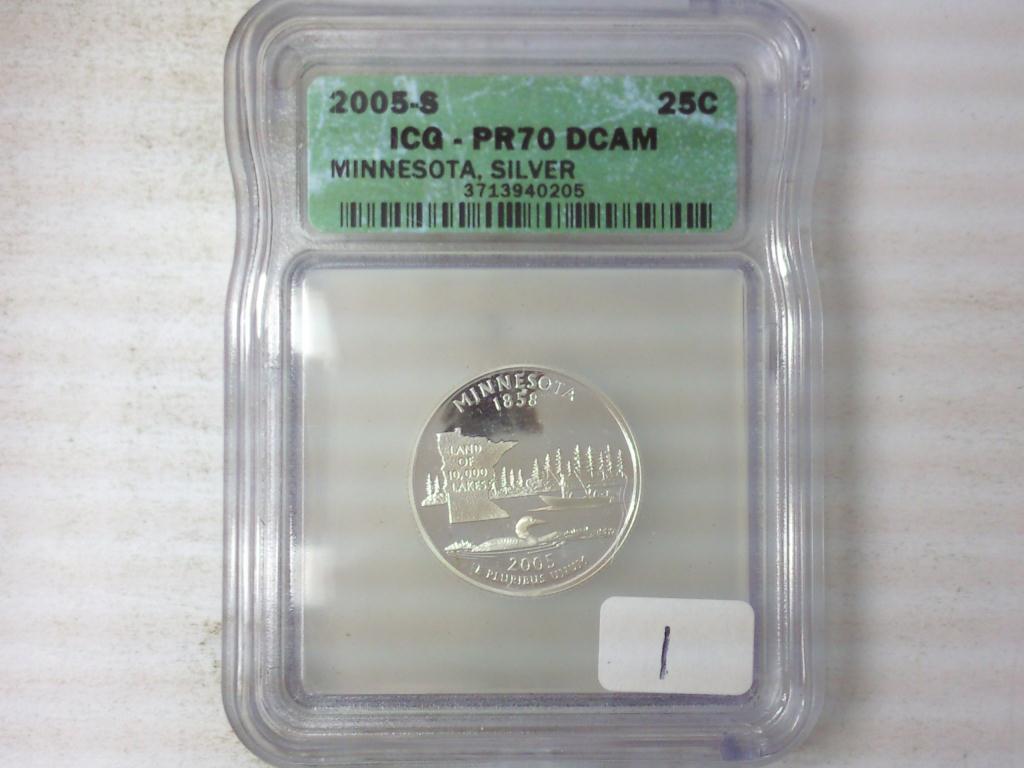 2005-S 25C
ICG - PR70 DCAM
MINNESOTA, SILVER
3713940205
MINNESOTA
1858
LAND
OF
10,000
LAKES
2005
E PLURIBUS UNUM
1